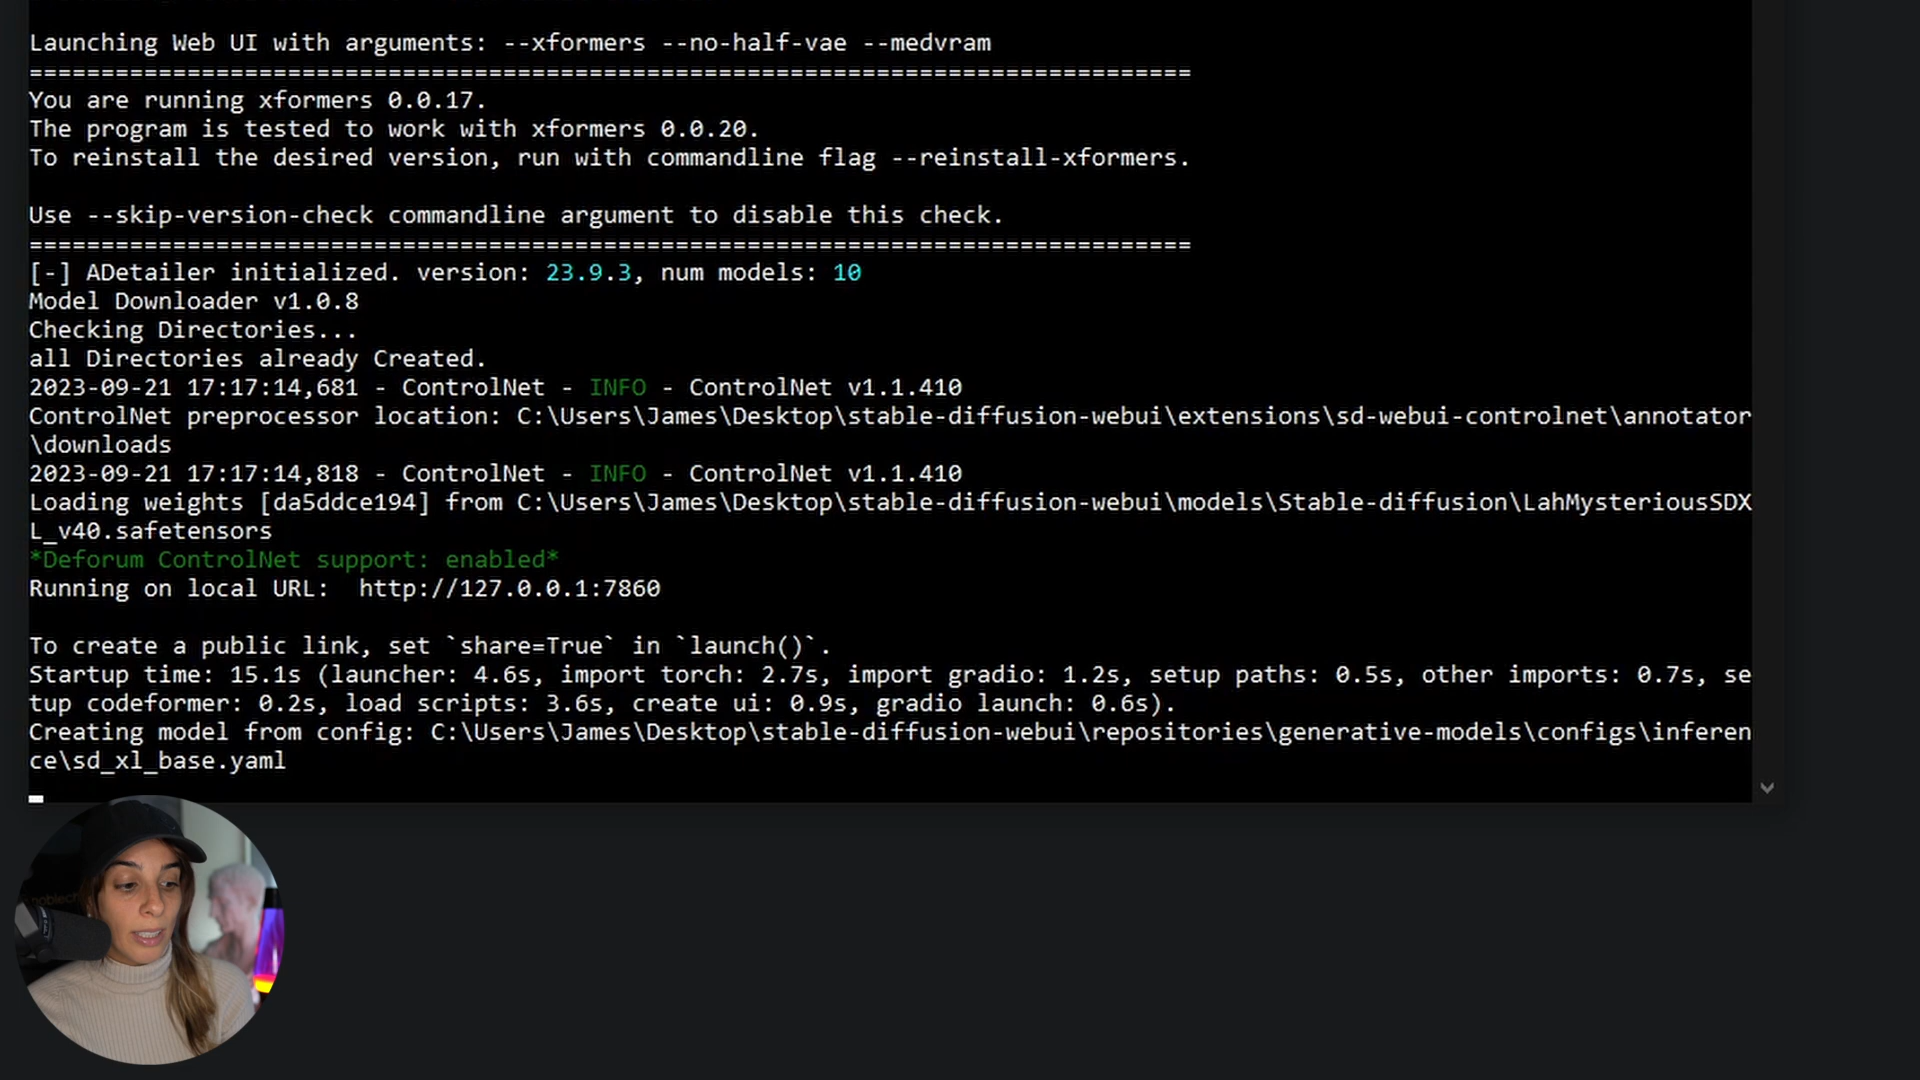 Launching Web UI with arguments: --xformers --no-half-vae --medvram
=================================================================================
You are running xformers 0.0.17.
The program is tested to work with xformers 0.0.20.
To reinstall the desired version, run with commandline flag --reinstall-xformers.
Use --skip-version-check commandline argument to disable this check.
=================================================================================
[-] ADetailer initialized. version: 23.9.3, num models: 10
Model Downloader v1.0.8
Checking Directories...
all Directories already Created.
2023-09-21 17:17:14,681 - ControlNet - INFO - ControlNet v1.1.410
ControlNet preprocessor location: C:\Users\James\Desktop\stable-diffusion-webui\extensions\sd-webui-controlnet\annotator
\downloads
2023-09-21 17:17:14,818 - ControlNet - INFO - ControlNet v1.1.410
Loading weights [da5ddce194] from C:\Users\James\Desktop\stable-diffusion-webui\models\Stable-diffusion\LahMysteriousSDX
L_v40.safetensors
*Deforum ControlNet support: enabled*
Running on local URL:  http://127.0.0.1:7860
To create a public link, set `share=True` in `launch()`.
Startup time: 15.1s (launcher: 4.6s, import torch: 2.7s, import gradio: 1.2s, setup paths: 0.5s, other imports: 0.7s, se
tup codeformer: 0.2s, load scripts: 3.6s, create ui: 0.9s, gradio launch: 0.6s).
Creating model from config: C:\Users\James\Desktop\stable-diffusion-webui\repositories\generative-models\configs\inferen
ce\sd_xl_base.yaml